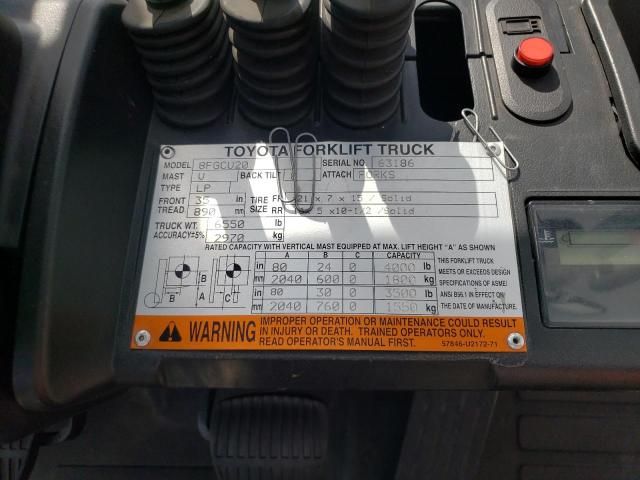 TOYOTA FORKLIFT TRUCK
MODEL 8FGCU20 SERIAL NO 63186
MAST V BACK TILT ATTACH FORKS
TYPE LP
FRONT 35 in TIRE FR 21 x 7 x 15 / Solid
TREAD 890 mm SIZE RR 5 x10-1/2 /Solid
TRUCK WT. 6550 lb
ACCURACY±5% 2970 kg
RATED CAPACITY WITH VERTICAL MAST EQUIPPED AT MAX. LIFT HEIGHT "A" AS SHOWN
A B C CAPACITY
in 80 24 0 4000 lb
mm 2040 600 0 1800 kg
in 80 30 0 3500 lb
mm 2040 760 0 1550 kg
B
A
B C
THIS FORKLIFT TRUCK
MEETS OR EXCEEDS DESIGN
SPECIFICATIONS OF ASME/
ANSI B56.1 IN EFFECT ON
THE DATE OF MANUFACTURE.
WARNING
IMPROPER OPERATION OR MAINTENANCE COULD RESULT
IN INJURY OR DEATH. TRAINED OPERATORS ONLY.
READ OPERATOR'S MANUAL FIRST.
57846-U2172-71